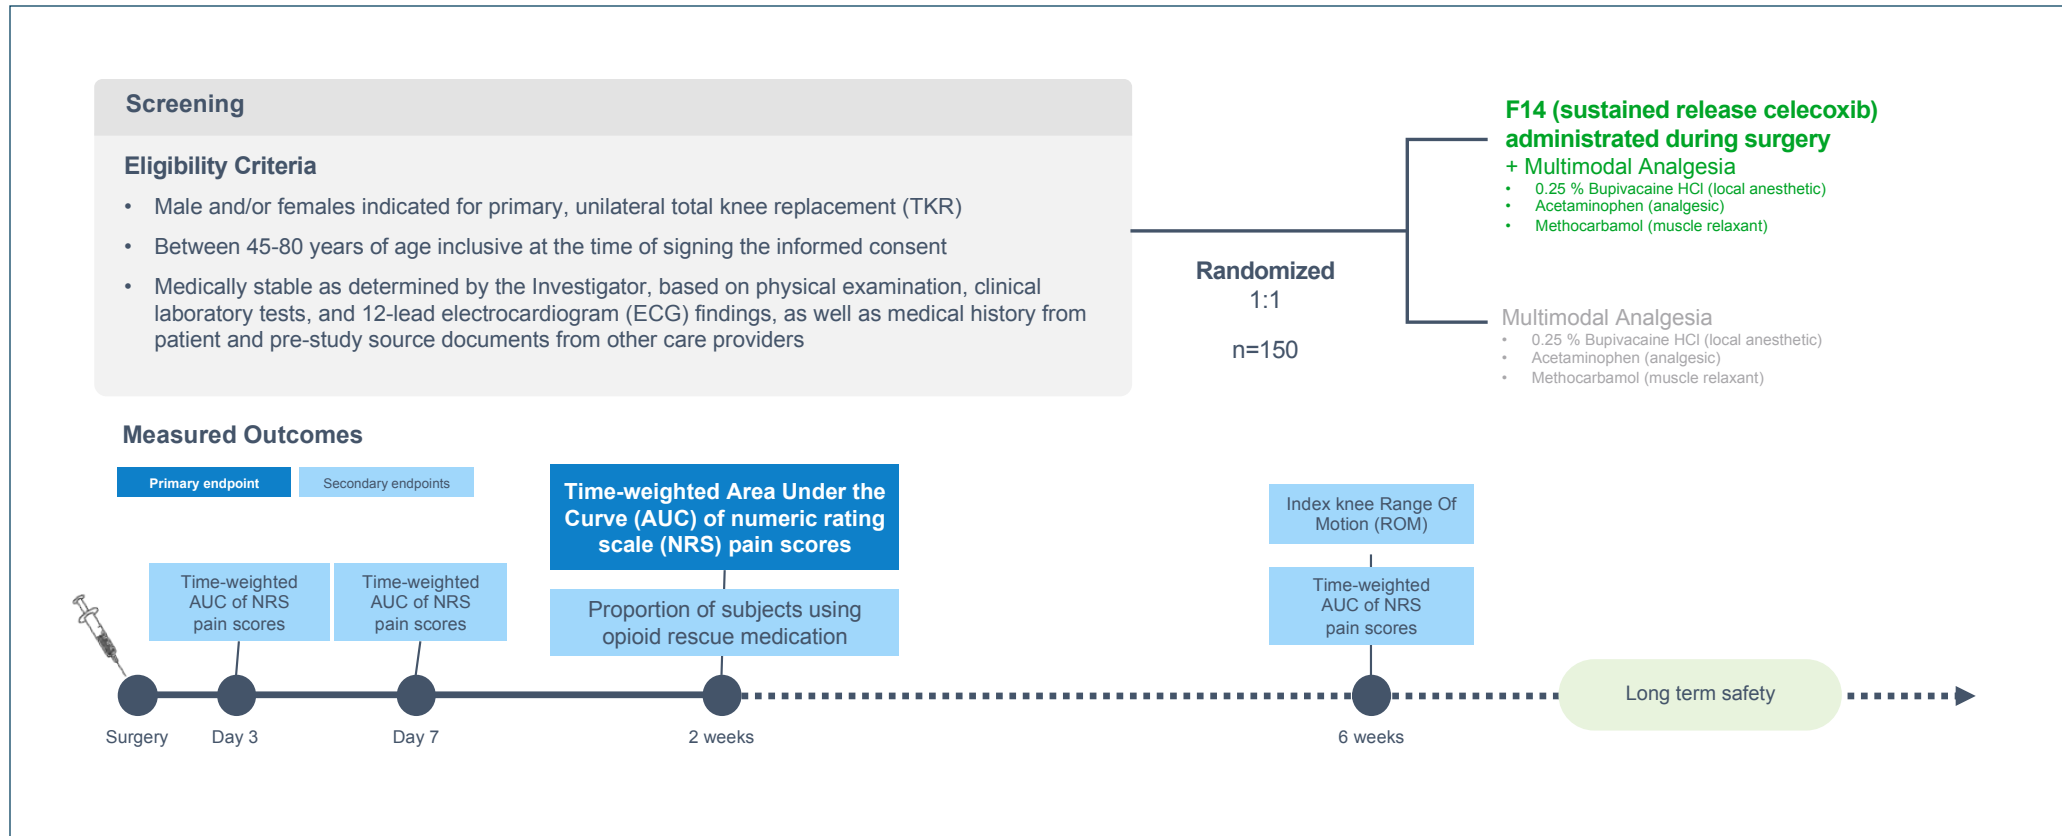 Screening
Eligibility Criteria
• Male and/or females indicated for primary, unilateral total knee replacement (TKR)
• Between 45-80 years of age inclusive at the time of signing the informed consent
• Medically stable as determined by the Investigator, based on physical examination, clinical
laboratory tests, and 12-lead electrocardiogram (ECG) findings, as well as medical history from
patient and pre-study source documents from other care providers
Randomized
1:1
n=150
F14 (sustained release celecoxib)
administrated during surgery
+ Multimodal Analgesia
• 0.25 % Bupivacaine HCl (local anesthetic)
• Acetaminophen (analgesic)
• Methocarbamol (muscle relaxant)
Multimodal Analgesia
• 0.25 % Bupivacaine HCl (local anesthetic)
• Acetaminophen (analgesic)
• Methocarbamol (muscle relaxant)
Measured Outcomes
Primary endpoint
Secondary endpoints
Time-weighted
AUC of NRS
pain scores
Time-weighted
AUC of NRS
pain scores
Time-weighted Area Under the
Curve (AUC) of numeric rating
scale (NRS) pain scores
Proportion of subjects using
opioid rescue medication
Index knee Range Of
Motion (ROM)
Time-weighted
AUC of NRS
pain scores
Long term safety
Surgery
Day 3
Day 7
2 weeks
6 weeks